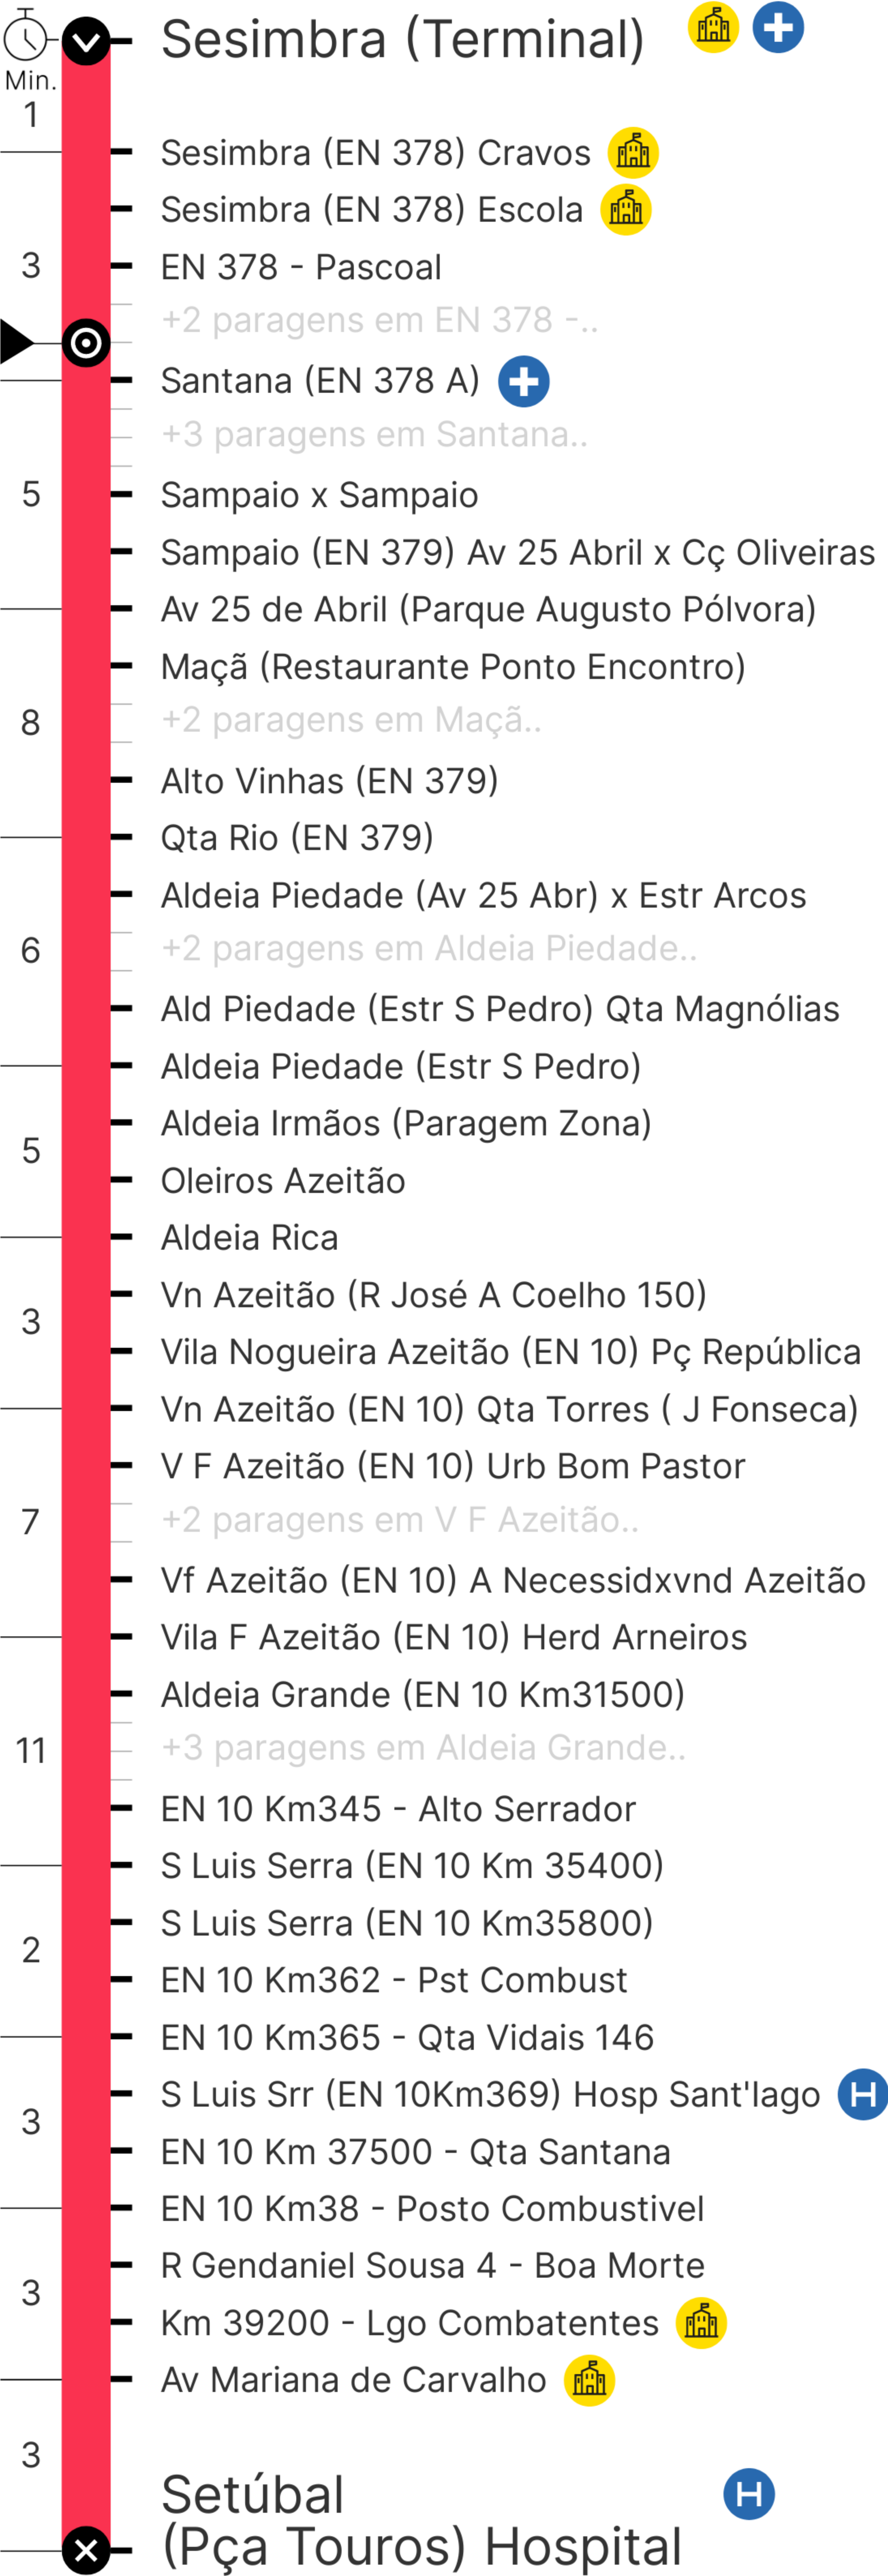 Sesimbra (Terminal)
Min.
1
Sesimbra (EN 378) Cravos
Sesimbra (EN 378) Escola
3
EN 378 - Pascoal
+2 paragens em EN 378 -..
Santana (EN 378 A)
+3 paragens em Santana..
5
Sampaio x Sampaio
Sampaio (EN 379) Av 25 Abril x Cç Oliveiras
Av 25 de Abril (Parque Augusto Pólvora)
Maçã (Restaurante Ponto Encontro)
8
+2 paragens em Maçã..
Alto Vinhas (EN 379)
Qta Rio (EN 379)
Aldeia Piedade (Av 25 Abr) x Estr Arcos
6
+2 paragens em Aldeia Piedade..
Ald Piedade (Estr S Pedro) Qta Magnólias
Aldeia Piedade (Estr S Pedro)
Aldeia Irmãos (Paragem Zona)
5
Oleiros Azeitão
Aldeia Rica
Vn Azeitão (R José A Coelho 150)
3
Vila Nogueira Azeitão (EN 10) Pç República
Vn Azeitão (EN 10) Qta Torres ( J Fonseca)
V F Azeitão (EN 10) Urb Bom Pastor
7
+2 paragens em V F Azeitão..
Vf Azeitão (EN 10) A Necessidxvnd Azeitão
Vila F Azeitão (EN 10) Herd Arneiros
Aldeia Grande (EN 10 Km31500)
11
+3 paragens em Aldeia Grande..
EN 10 Km345 - Alto Serrador
S Luis Serra (EN 10 Km 35400)
S Luis Serra (EN 10 Km35800)
2
EN 10 Km362 - Pst Combust
EN 10 Km365 - Qta Vidais 146
S Luis Srr (EN 10Km369) Hosp Sant'Iago H
3
EN 10 Km 37500 - Qta Santana
EN 10 Km38 - Posto Combustivel
R Gendaniel Sousa 4 - Boa Morte
3
Km 39200 - Lgo Combatentes
Av Mariana de Carvalho
3
Setúbal H
(Pça Touros) Hospital